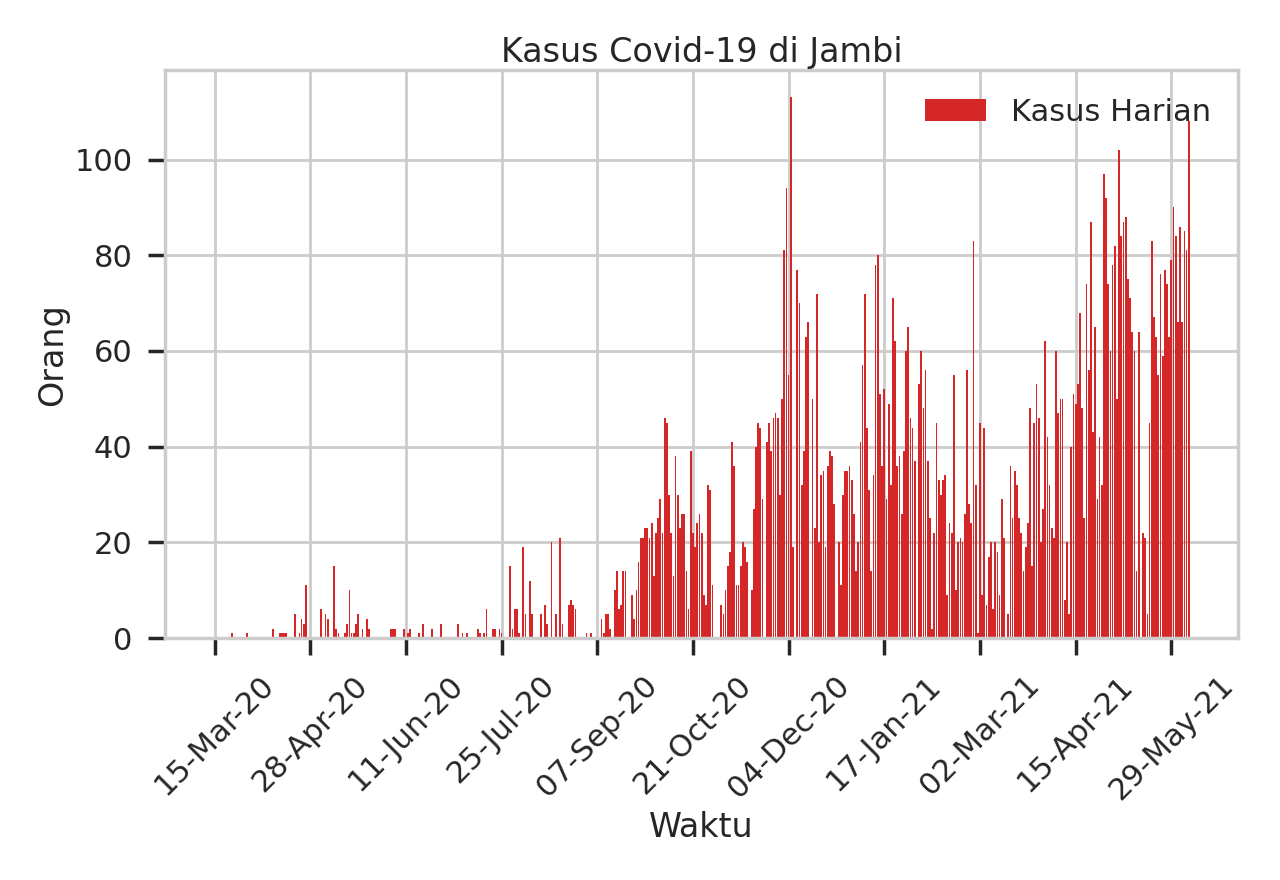 Kasus Covid-19 di Jambi
Kasus Harian
Orang
100
80
60
40
20
0
15-Mar-20
28-Apr-20
11-Jun-20
25-Jul-20
07-Sep-20
21-Oct-20
04-Dec-20
17-Jan-21
02-Mar-21
15-Apr-21
29-May-21
Waktu